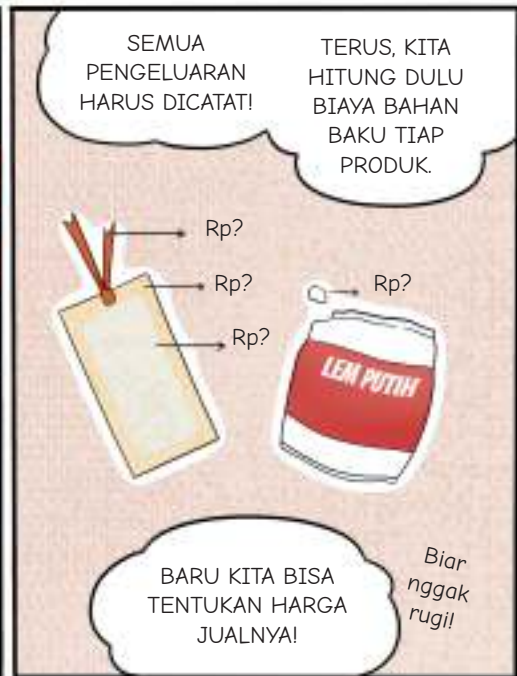 SEMUA
PENGELUARAN
HARUS DICATAT!
TERUS, KITA
HITUNG DULU
BIAYA BAHAN
BAKU TIAP
PRODUK.
Rp?
Rp?
Rp?
Rp?
LEM PUTIH
BARU KITA BISA
TENTUKAN HARGA
JUALNYA!
Biar
nggak
rugi!